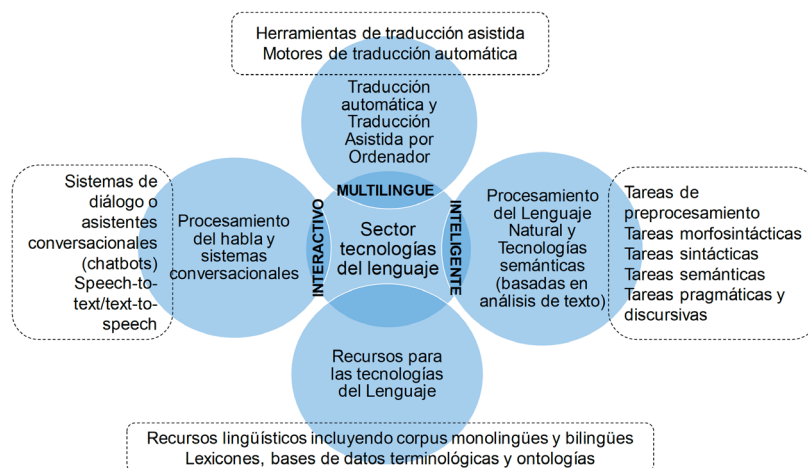 Herramientas de traducción asistida
Motores de traducción automática
Traducción
automática y
Traducción
Asistida por
Ordenador
MULTILINGUE
Sistemas de
diálogo o
asistentes
conversacionales
(chatbots)
Speech-to-
text/text-to-
speech
Procesamiento
del habla y
sistemas
conversacionales
INTERACTIVO
Sector
tecnologías
del lenguaje
INTELIGENTE
Procesamiento
del Lenguaje
Natural y
Tecnologías
semánticas
(basadas en
análisis de texto)
Tareas de
preprocesamiento
Tareas morfosintácticas
Tareas sintácticas
Tareas semánticas
Tareas pragmáticas y
discursivas
Recursos para
las tecnologías
del Lenguaje
Recursos lingüísticos incluyendo corpus monolingües y bilingües
Lexicones, bases de datos terminológicas y ontologías